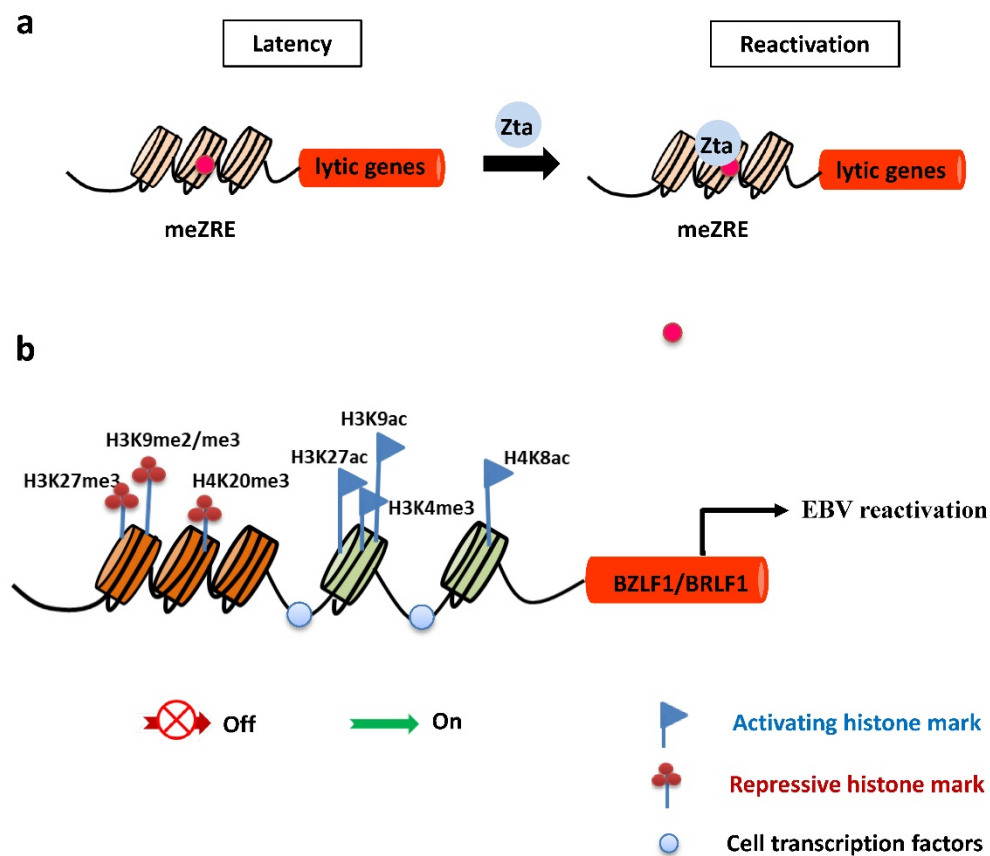 a
Latency
Reactivation
Zta
Zta
lytic genes
lytic genes
meZRE
meZRE
b
H3K9ac
H3K9me2/me3
H3K27ac
H4K8ac
H3K27me3
H4K20me3
H3K4me3
EBV reactivation
BZLF1/BRLF1
Off
On
Activating histone mark
Repressive histone mark
Cell transcription factors